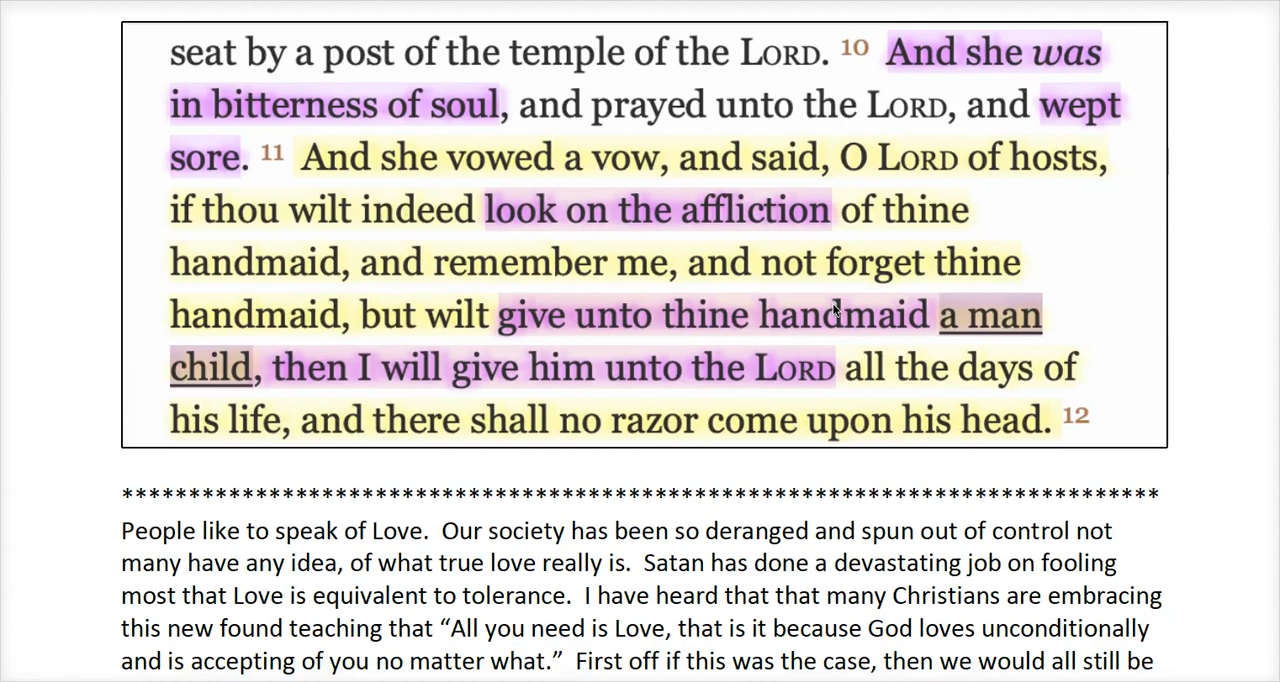 seat by a post of the temple of the LORD. 10 And she was
in bitterness of soul, and prayed unto the LORD, and wept
sore. 11 And she vowed a vow, and said, O LORD of hosts,
if thou wilt indeed look on the affliction of thine
handmaid, and remember me, and not forget thine
handmaid, but wilt give unto thine handmaid a man
child, then I will give him unto the LORD all the days of
his life, and there shall no razor come upon his head. 12
*******************************************************************************
People like to speak of Love.  Our society has been so deranged and spun out of control not
many have any idea, of what true love really is.  Satan has done a devastating job on fooling
most that Love is equivalent to tolerance.  I have heard that that many Christians are embracing
this new found teaching that “All you need is Love, that is it because God loves unconditionally
and is accepting of you no matter what.”  First off if this was the case, then we would all still be